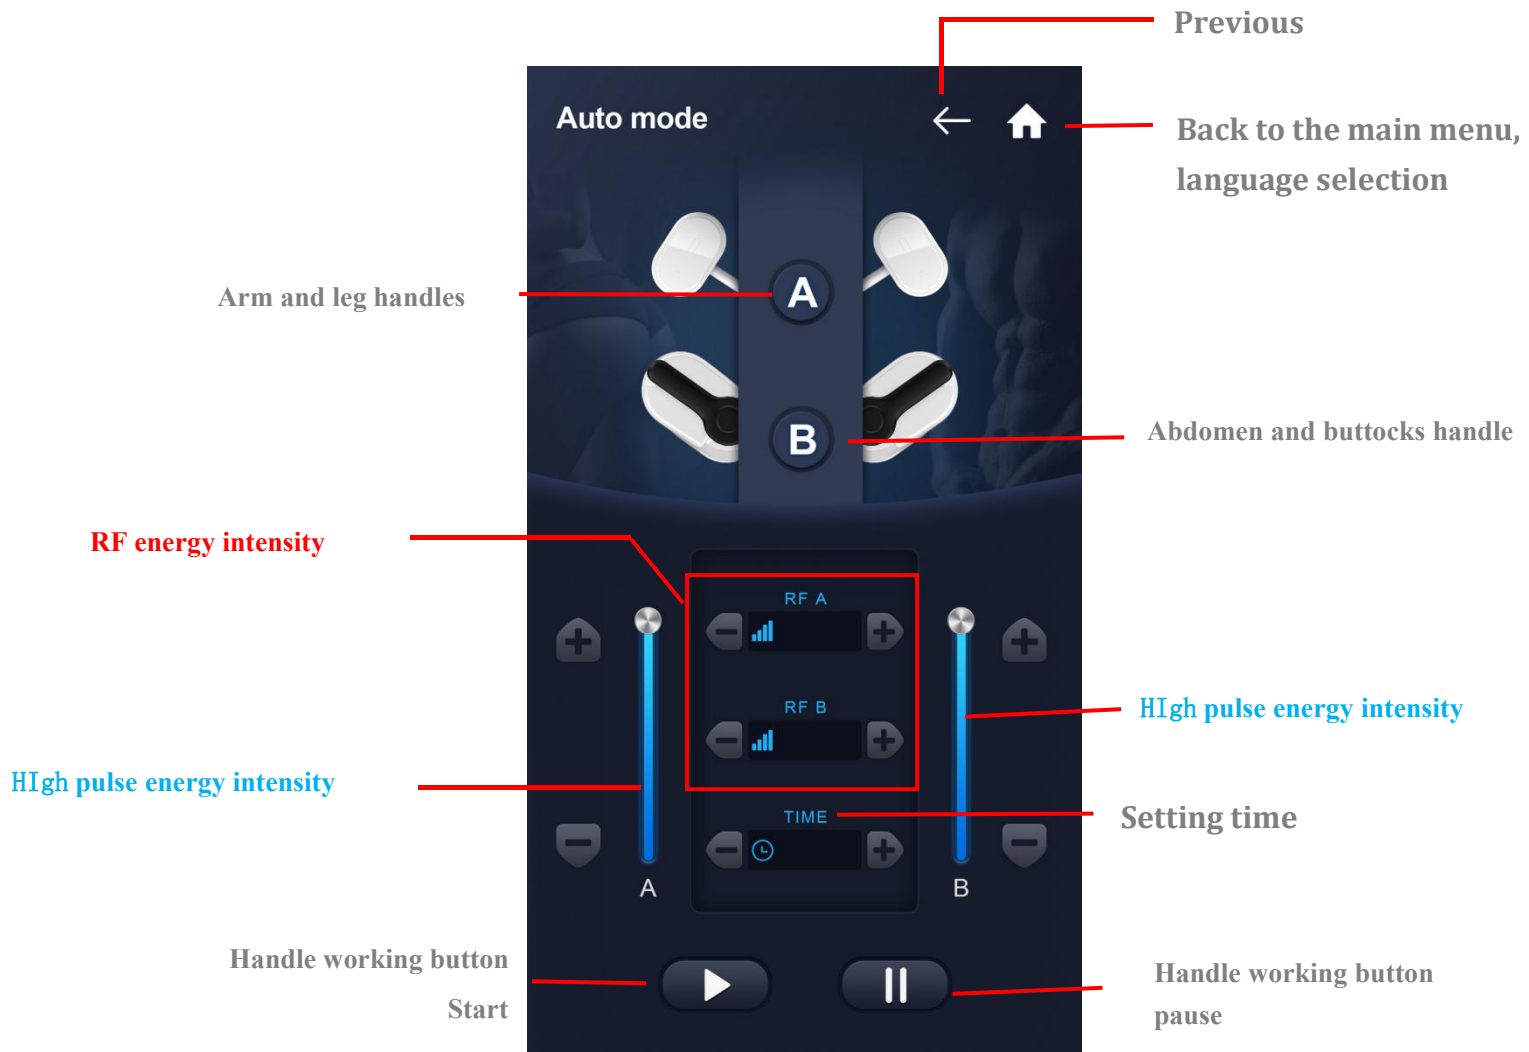 Previous
Auto mode
Back to the main menu,
language selection
A
Arm and leg handles
B
Abdomen and buttocks handle
RF energy intensity
RF A
RF B
HIgh pulse energy intensity
HIgh pulse energy intensity
TIME
Setting time
A
B
Handle working button
Start
Handle working button
pause